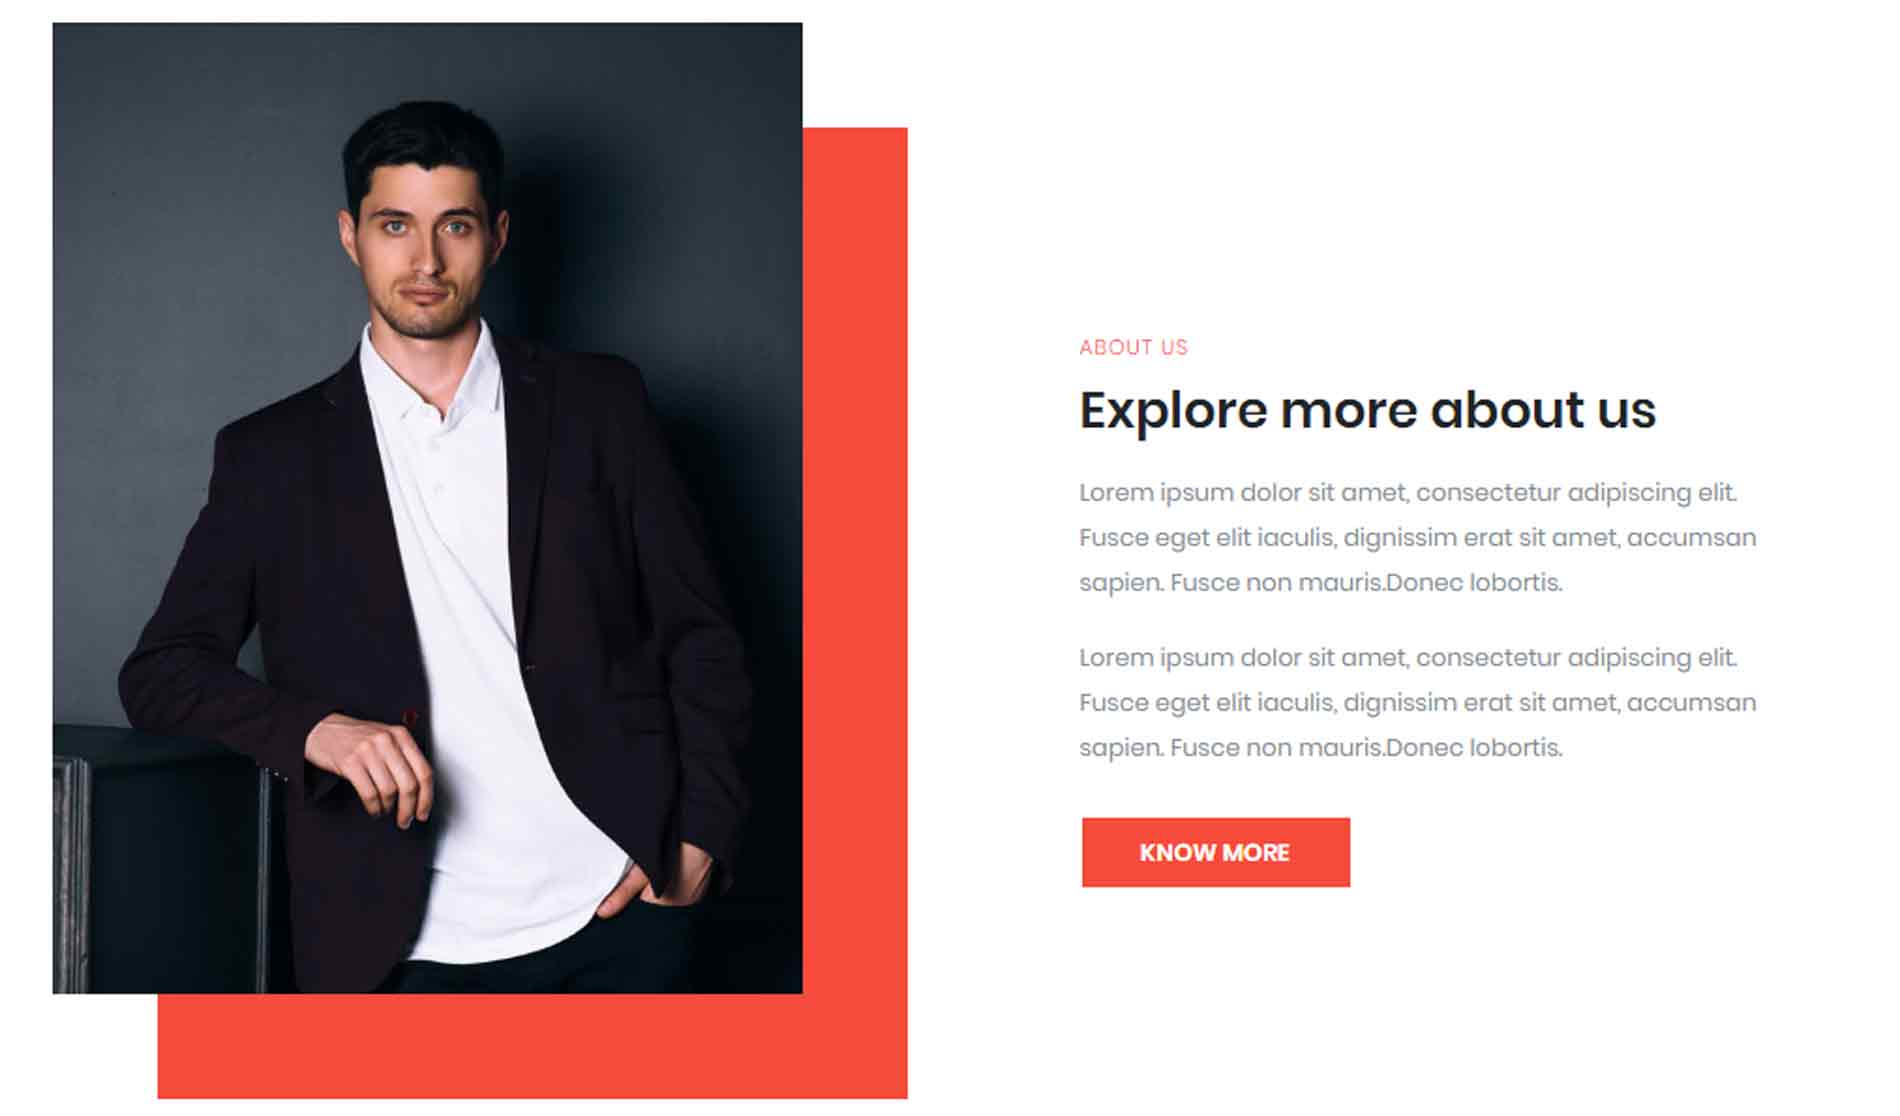 ABOUT US
Explore more about us
Lorem ipsum dolor sit amet, consectetur adipiscing elit.
Fusce eget elit iaculis, dignissim erat sit amet, accumsan
sapien. Fusce non mauris.Donec lobortis.
Lorem ipsum dolor sit amet, consectetur adipiscing elit.
Fusce eget elit iaculis, dignissim erat sit amet, accumsan
sapien. Fusce non mauris.Donec lobortis.
KNOW MORE